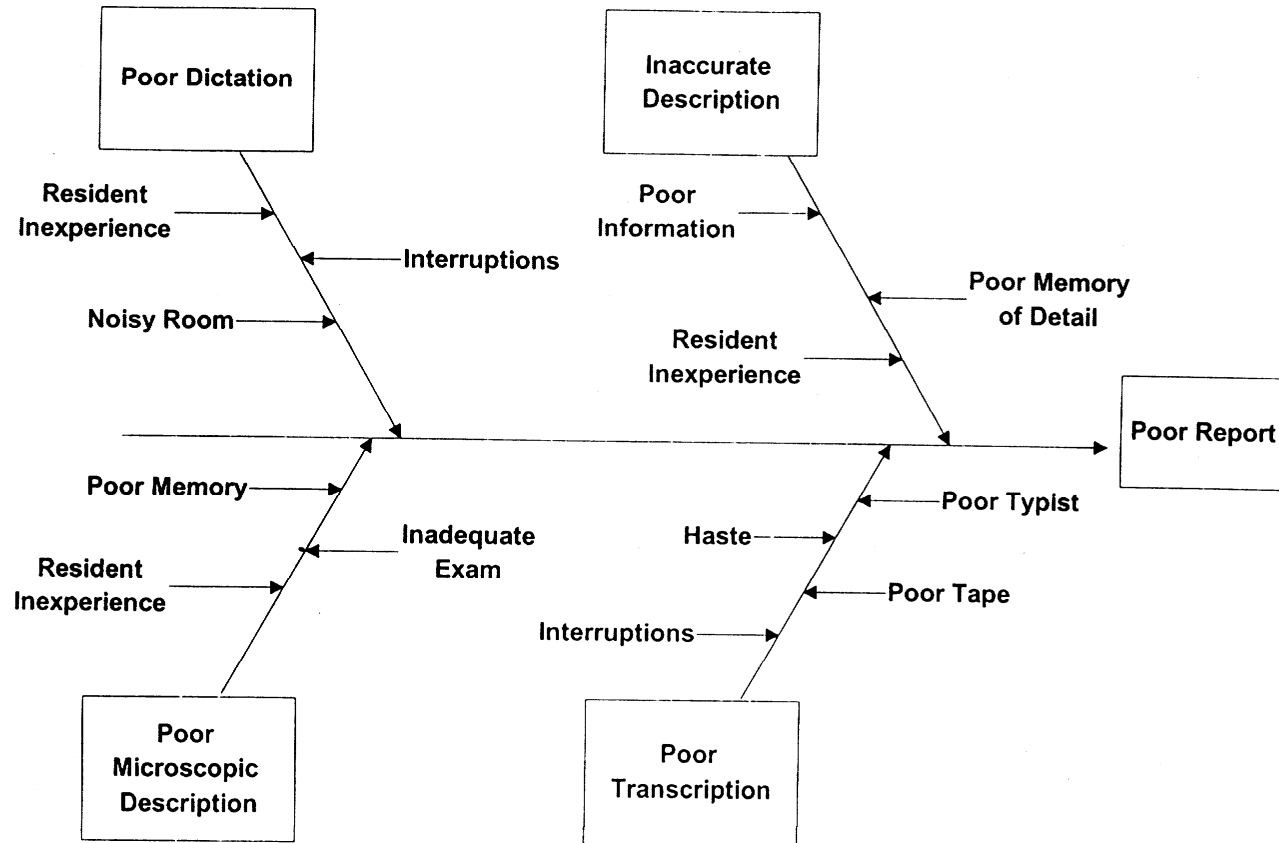 Poor Dictation
Inaccurate
Description
Resident
Inexperience
Interruptions
Noisy Room
Poor
Information
Poor Memory
of Detail
Resident
Inexperience
Poor Report
Poor Memory
Inadequate
Exam
Resident
Inexperience
Poor Typist
Haste
Poor Tape
Interruptions
Poor
Microscopic
Description
Poor
Transcription